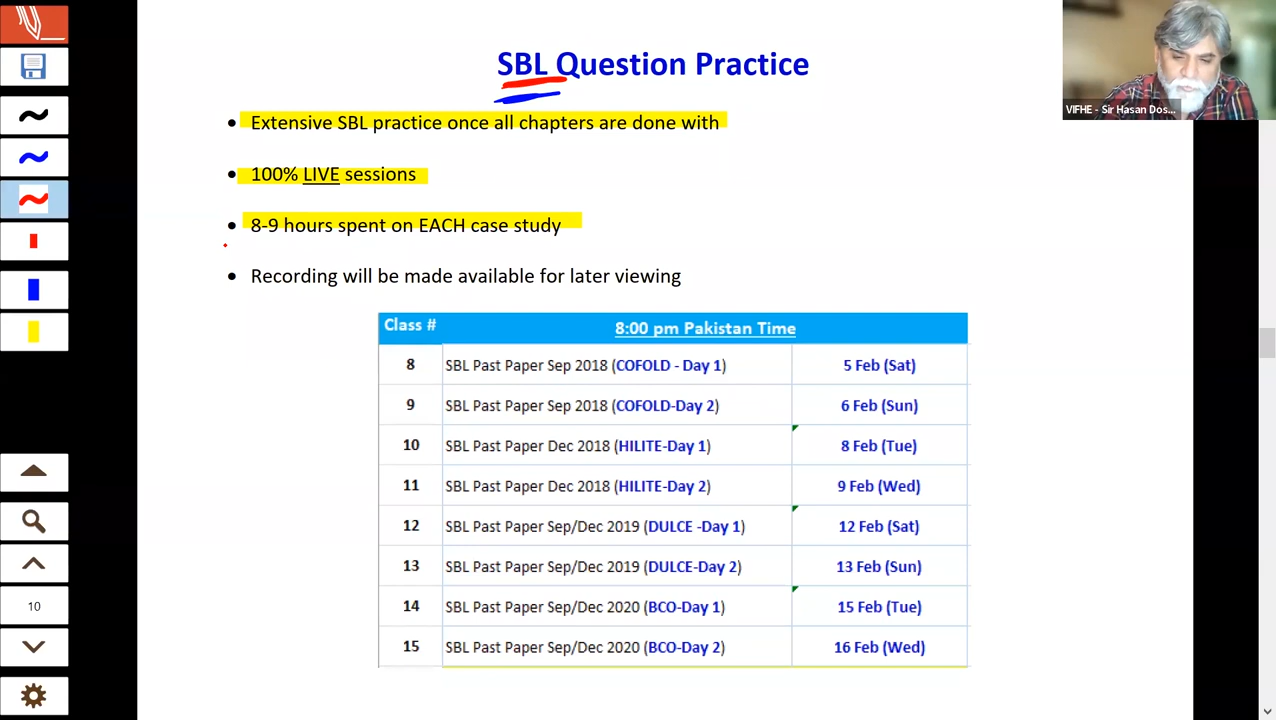 SBL Question Practice
VIFHE - Sir Hasan Dos...
• Extensive SBL practice once all chapters are done with
• 100% LIVE sessions
• 8-9 hours spent on EACH case study
• Recording will be made available for later viewing
Class # 8:00 pm Pakistan Time
8 SBL Past Paper Sep 2018 (COFOLD - Day 1) 5 Feb (Sat)
9 SBL Past Paper Sep 2018 (COFOLD-Day 2) 6 Feb (Sun)
10 SBL Past Paper Dec 2018 (HILITE-Day 1) 8 Feb (Tue)
11 SBL Past Paper Dec 2018 (HILITE-Day 2) 9 Feb (Wed)
12 SBL Past Paper Sep/Dec 2019 (DULCE -Day 1) 12 Feb (Sat)
13 SBL Past Paper Sep/Dec 2019 (DULCE-Day 2) 13 Feb (Sun)
14 SBL Past Paper Sep/Dec 2020 (BCO-Day 1) 15 Feb (Tue)
15 SBL Past Paper Sep/Dec 2020 (BCO-Day 2) 16 Feb (Wed)
10